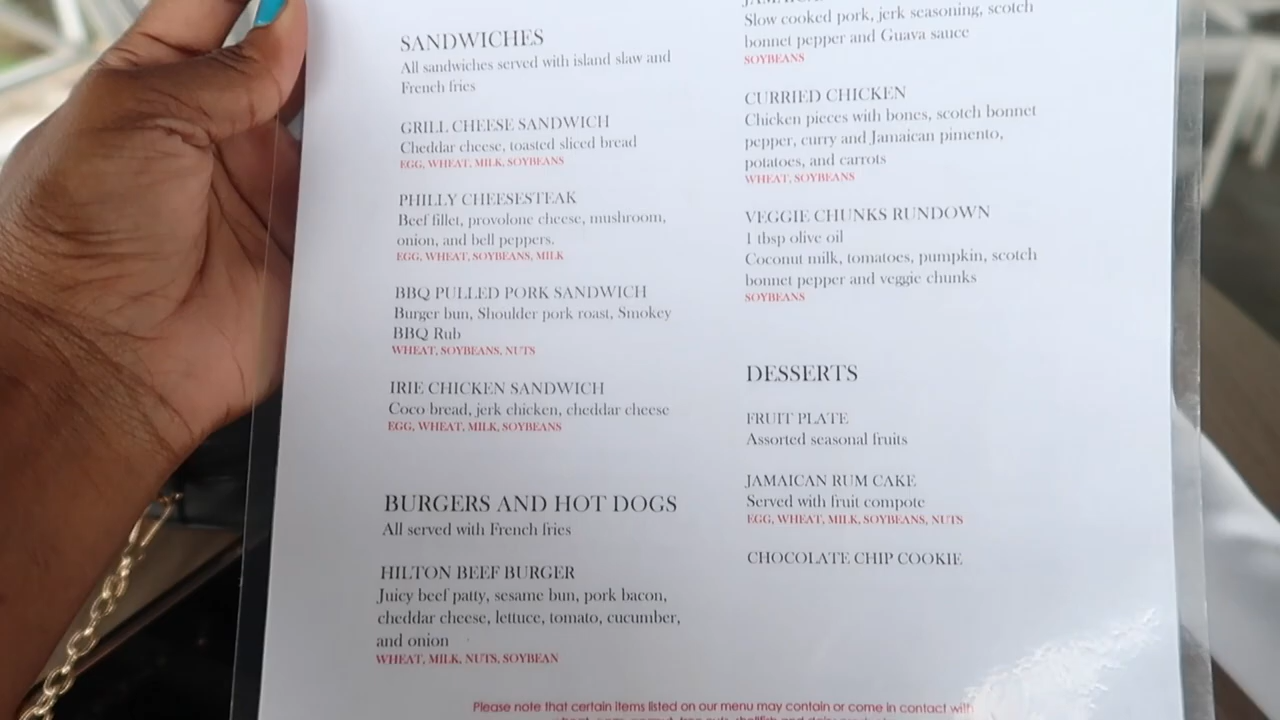 SANDWICHES
All sandwiches served with island slaw and
French fries
GRILL CHEESE SANDWICH
Cheddar cheese, toasted sliced bread
EGG, WHEAT, MILK, SOYBEANS
PHILLY CHEESESTEAK
Beef fillet, provolone cheese, mushroom,
onion, and bell peppers.
EGG, WHEAT, SOYBEANS, MILK
BBQ PULLED PORK SANDWICH
Burger bun, Shoulder pork roast, Smokey
BBQ Rub
WHEAT, SOYBEANS, NUTS
IRIE CHICKEN SANDWICH
Coco bread, jerk chicken, cheddar cheese
EGG, WHEAT, MILK, SOYBEANS
BURGERS AND HOT DOGS
All served with French fries
HILTON BEEF BURGER
Juicy beef patty, sesame bun, pork bacon,
cheddar cheese, lettuce, tomato, cucumber,
and onion
WHEAT, MILK, NUTS, SOYBEAN
Slow cooked pork, jerk seasoning, scotch
bonnet pepper and Guava sauce
SOYBEANS
CURRIED CHICKEN
Chicken pieces with bones, scotch bonnet
pepper, curry and Jamaican pimento,
potatoes, and carrots
WHEAT, SOYBEANS
VEGGIE CHUNKS RUNDOWN
1 tbsp olive oil
Coconut milk, tomatoes, pumpkin, scotch
bonnet pepper and veggie chunks
SOYBEANS
DESSERTS
FRUIT PLATE
Assorted seasonal fruits
JAMAICAN RUM CAKE
Served with fruit compote
EGG, WHEAT, MILK, SOYBEANS, NUTS
CHOCOLATE CHIP COOKIE
Please note that certain items listed on our menu may contain or come in contact with